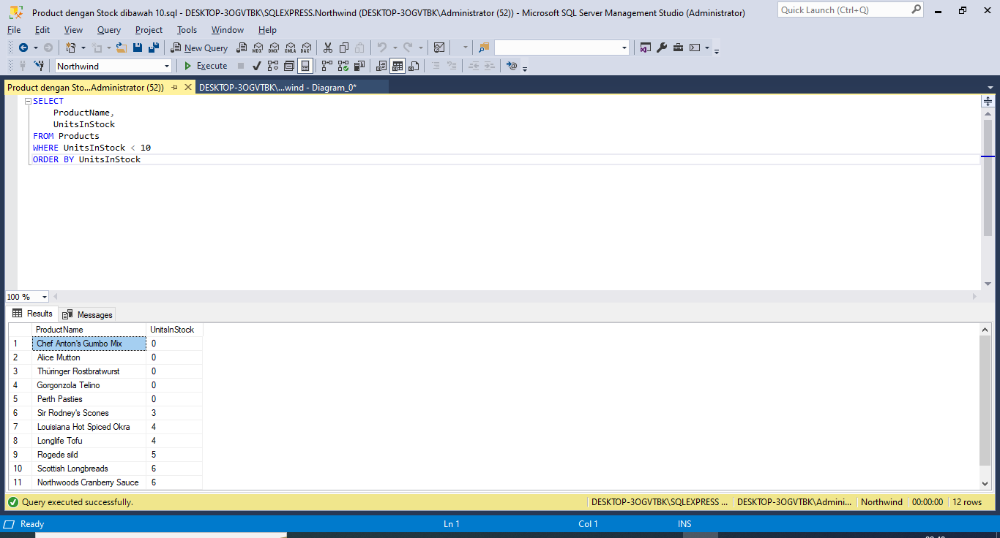 Product dengan Stock dibawah 10.sql - DESKTOP-3OGVTBK\SQLEXPRESS.Northwind (DESKTOP-3OGVTBK\Administrator (52)) - Microsoft SQL Server Management Studio (Administrator)
Quick Launch (Ctrl+Q)
File Edit View Query Project Tools Window Help
New Query MDX DMX XMLA DAX
Northwind Execute
Product dengan Sto...Administrator (52)) DESKTOP-3OGVTBK\...wind - Diagram_0*
SELECT
ProductName,
UnitsInStock
FROM Products
WHERE UnitsInStock < 10
ORDER BY UnitsInStock
100 %
Results Messages
ProductName UnitsInStock
1 Chef Anton's Gumbo Mix 0
2 Alice Mutton 0
3 Thüringer Rostbratwurst 0
4 Gorgonzola Telino 0
5 Perth Pasties 0
6 Sir Rodney's Scones 3
7 Louisiana Hot Spiced Okra 4
8 Longlife Tofu 4
9 Rogede sild 5
10 Scottish Longbreads 6
11 Northwoods Cranberry Sauce 6
Query executed successfully. DESKTOP-3OGVTBK\SQLEXPRESS ... DESKTOP-3OGVTBK\Admini... Northwind 00:00:00 12 rows
Ready Ln 1 Col 1 INS